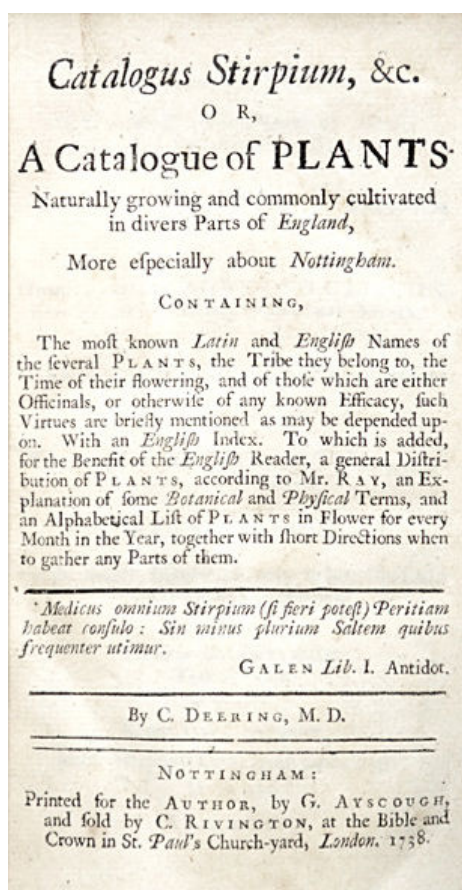 Catalogus Stirpium, &c.
OR,
A Catalogue of PLANTS
Naturally growing and commonly cultivated
in divers Parts of England,
More eſpecially about Nottingham.
CONTAINING,
The moſt known Latin and Engliſh Names of
the ſeveral PLANTS, the Tribe they belong to, the
Time of their flowering, and of thoſe which are either
Officinals, or otherwiſe of any known Efficacy, ſuch
Virtues are briefly mentioned as may be depended up-
on. With an Engliſh Index. To which is added,
for the Benefit of the Engliſh Reader, a general Diſtri-
bution of PLANTS, according to Mr. RAY, an Ex-
planation of ſome Botanical and Phyſical Terms, and
an Alphabetical Liſt of PLANTS in Flower for every
Month in the Year, together with ſhort Directions when
to gather any Parts of them.
Medicus omnium Stirpium (ſi fieri poteſt) Peritiam
habeat conſulo : Sin minus plurium Saltem quibus
frequenter utimur.
GALEN Lib. I. Antidot.
By C. DEERING, M. D.
NOTTINGHAM:
Printed for the AUTHOR, by G. AYSCOUGH,
and ſold by C. RIVINGTON, at the Bible and
Crown in St. Paul's Church-yard, London. 1738.